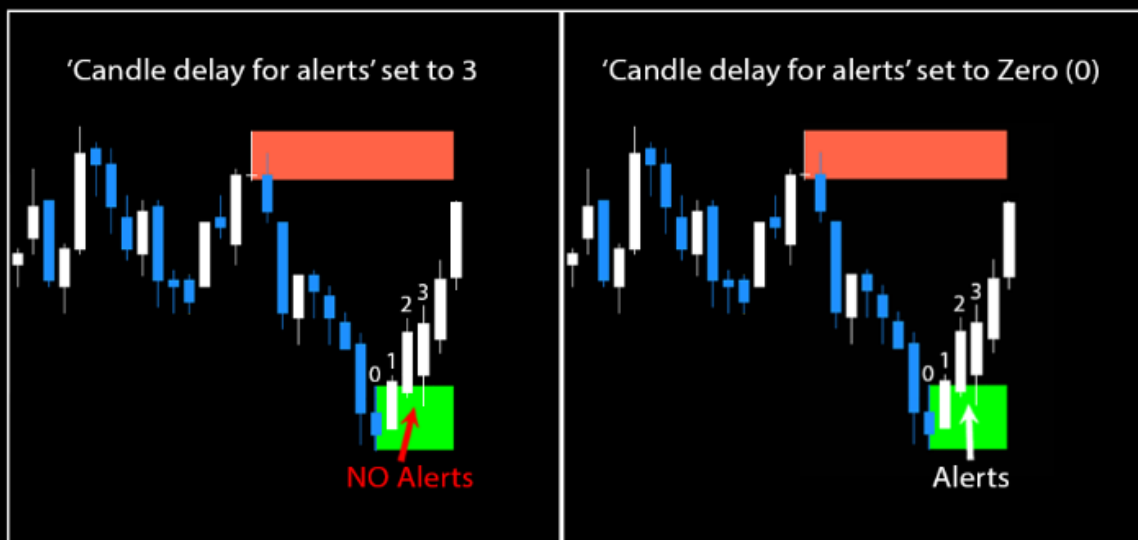 ‘Candle delay for alerts’ set to 3
3
2
1
0
NO Alerts
‘Candle delay for alerts’ set to Zero (0)
3
2
1
0
Alerts